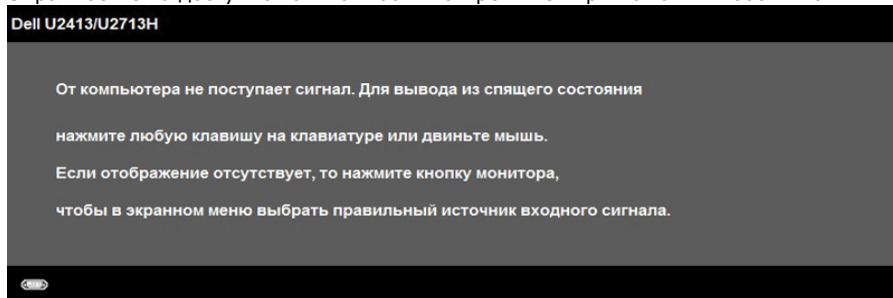 Dell U2413/U2713H
От компьютера не поступает сигнал. Для вывода из спящего состояния
нажмите любую клавишу на клавиатуре или двиньте мышь.
Если отображение отсутствует, то нажмите кнопку монитора,
чтобы в экранном меню выбрать правильный источник входного сигнала.